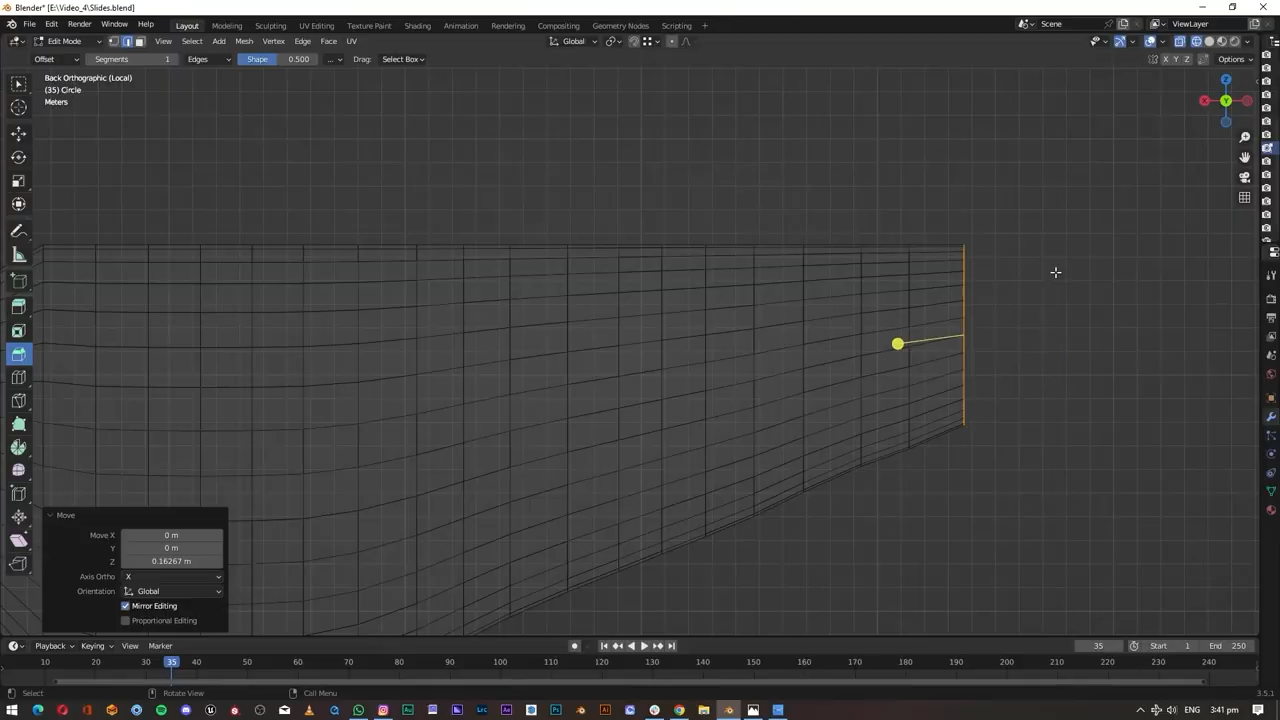 Blender* [E:\Video_4\Slides.blend]
File Edit Render Window Help Layout Modeling Sculpting UV Editing Texture Paint Shading Animation Rendering Compositing Geometry Nodes Scripting + Scene ViewLayer
Edit Mode View Select Add Mesh Vertex Edge Face UV Global
Offset Segments 1 Edges Shape 0.500 ... Drag: Select Box X Y Z Options
Back Orthographic (Local)
(35) Circle
Meters
Z
X Y
Move
Move X 0 m
Y 0 m
Z 0.16267 m
Axis Ortho X
Orientation Global
Mirror Editing
Proportional Editing
Playback Keying View Marker 35 Start 1 End 250
10 20 30 35 40 50 60 70 80 90 100 110 120 130 140 150 160 170 180 190 200 210 220 230 240
Select Rotate View Call Menu 3.5.1
ENG 3:41 pm